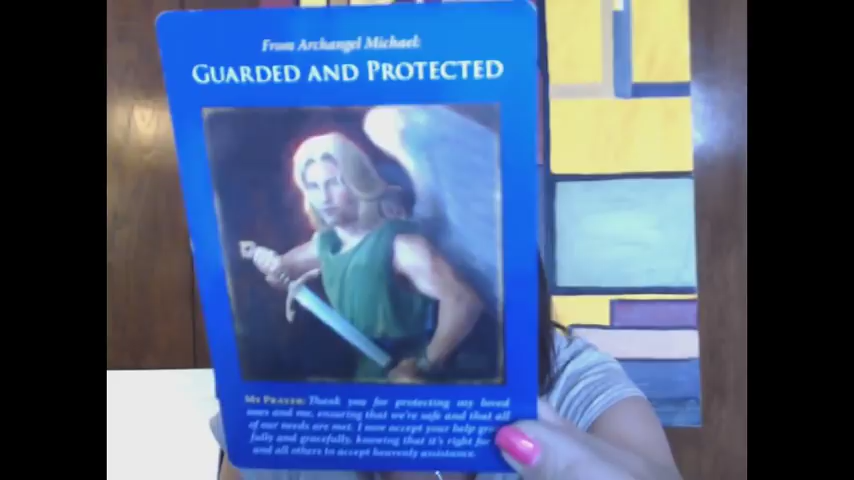 From Archangel Michael:
GUARDED AND PROTECTED
MY PRAYER: Thank you for protecting my loved
ones and me, ensuring that we're safe and that all
of our needs are met. I now accept your help
fully and gracefully, knowing that it's right for
and all others to accept heavenly assistance.